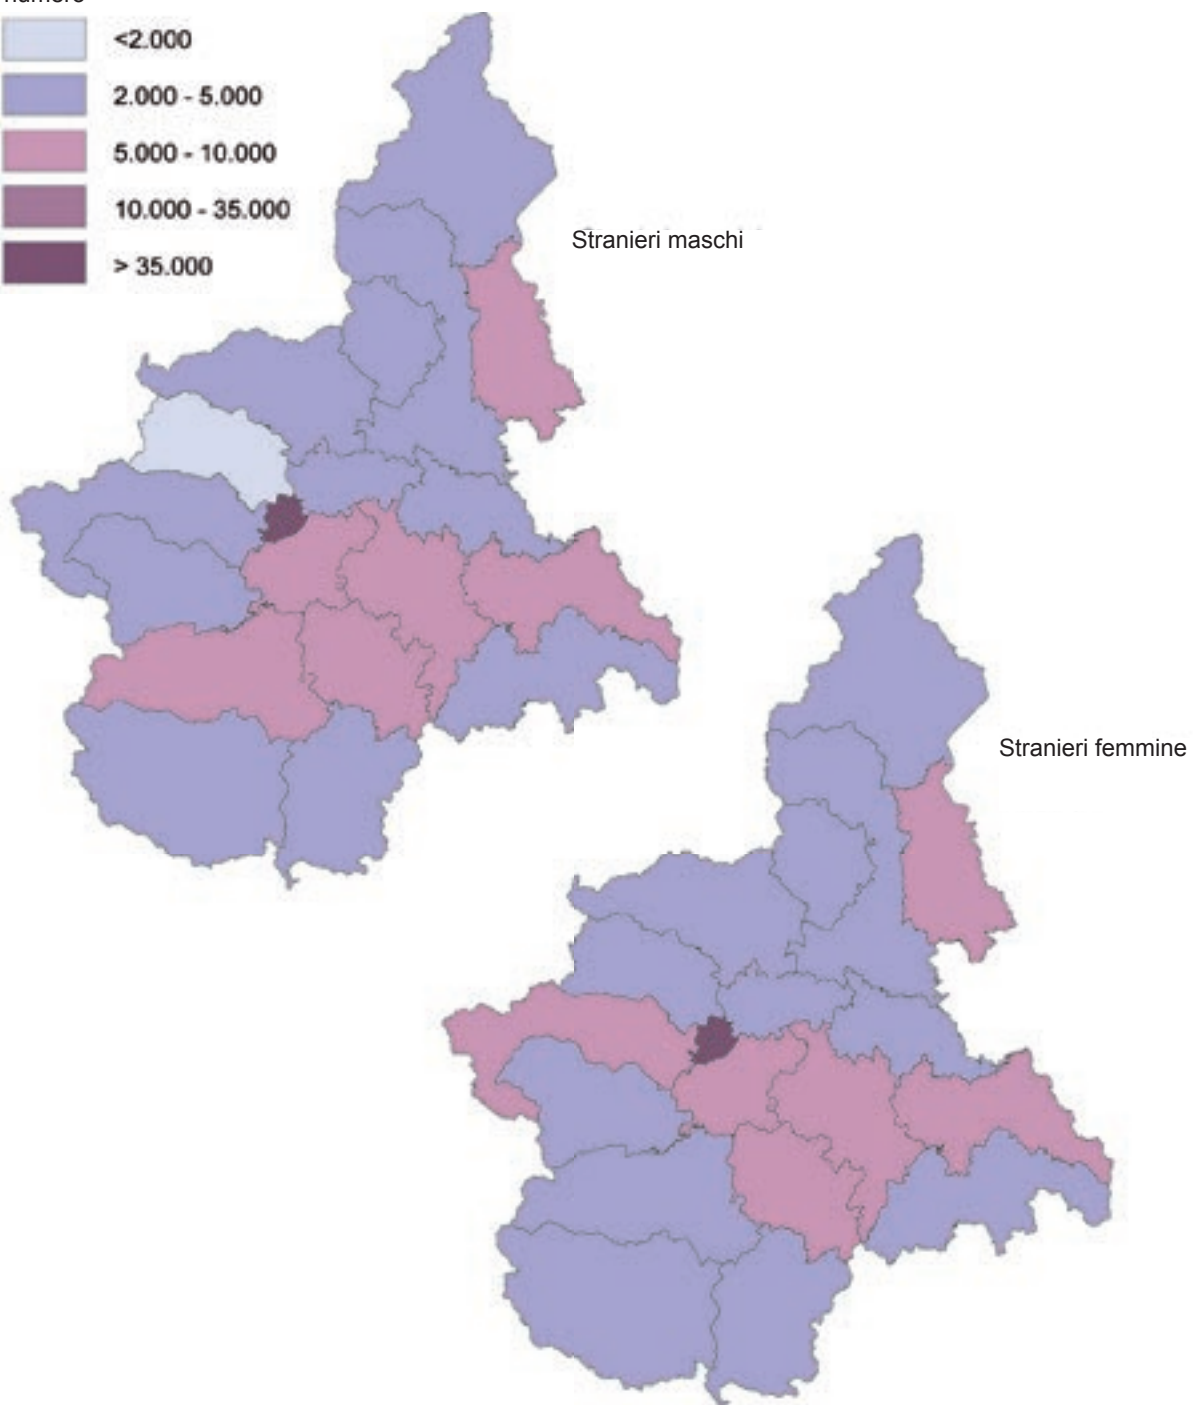 numero
<2.000
2.000 - 5.000
5.000 - 10.000
10.000 - 35.000
> 35.000
Stranieri maschi
Stranieri femmine